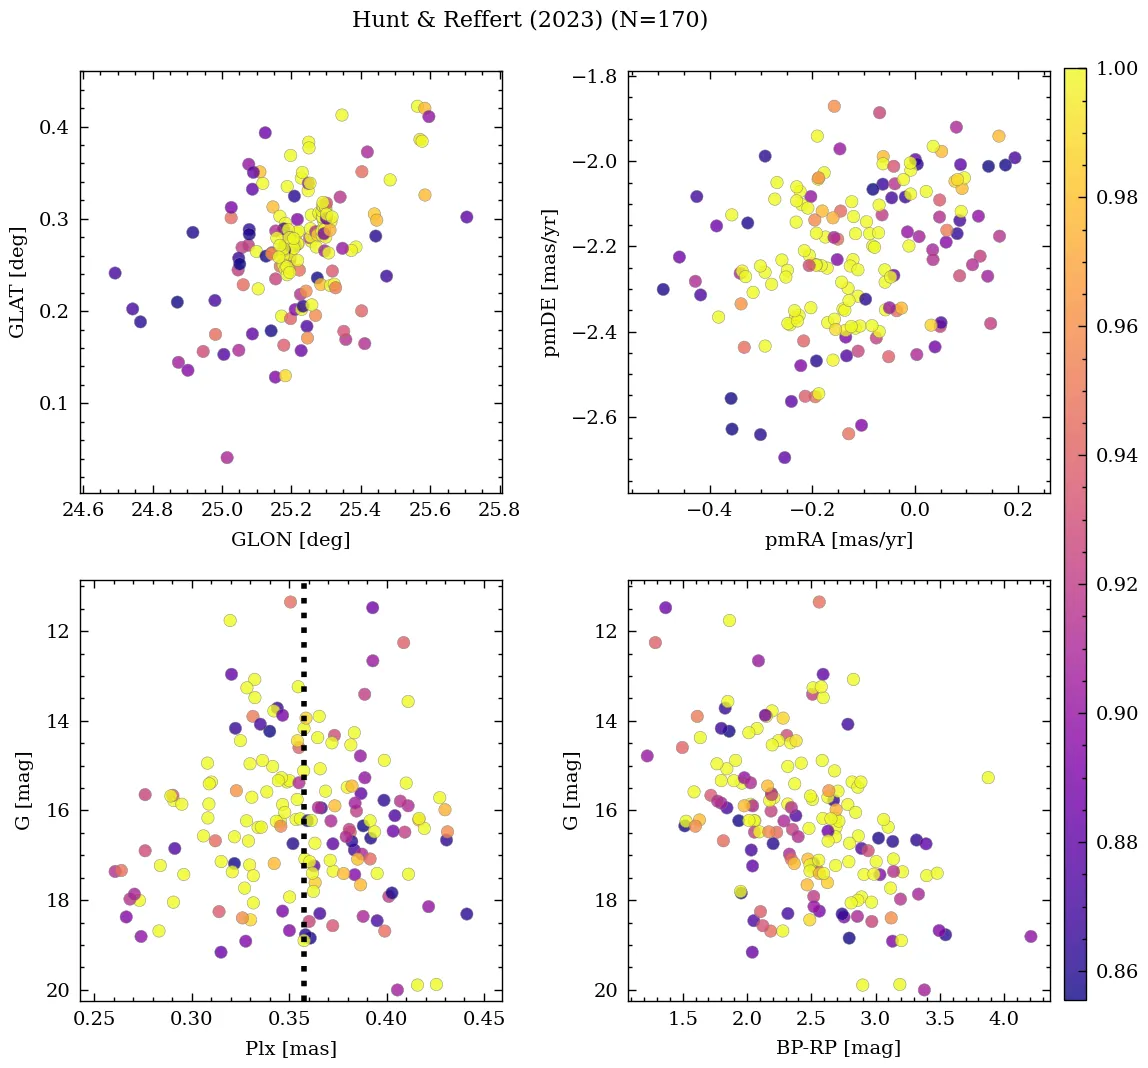 Hunt & Reffert (2023) (N=170)
0.4
0.3
0.2
0.1
GLAT [deg]
24.6 24.8 25.0 25.2 25.4 25.6 25.8
GLON [deg]
−1.8
−2.0
−2.2
−2.4
−2.6
pmDE [mas/yr]
−0.4 −0.2 0.0 0.2
pmRA [mas/yr]
12
14
16
18
20
G [mag]
0.25 0.30 0.35 0.40 0.45
Plx [mas]
12
14
16
18
20
G [mag]
1.5 2.0 2.5 3.0 3.5 4.0
BP-RP [mag]
1.00
0.98
0.96
0.94
0.92
0.90
0.88
0.86